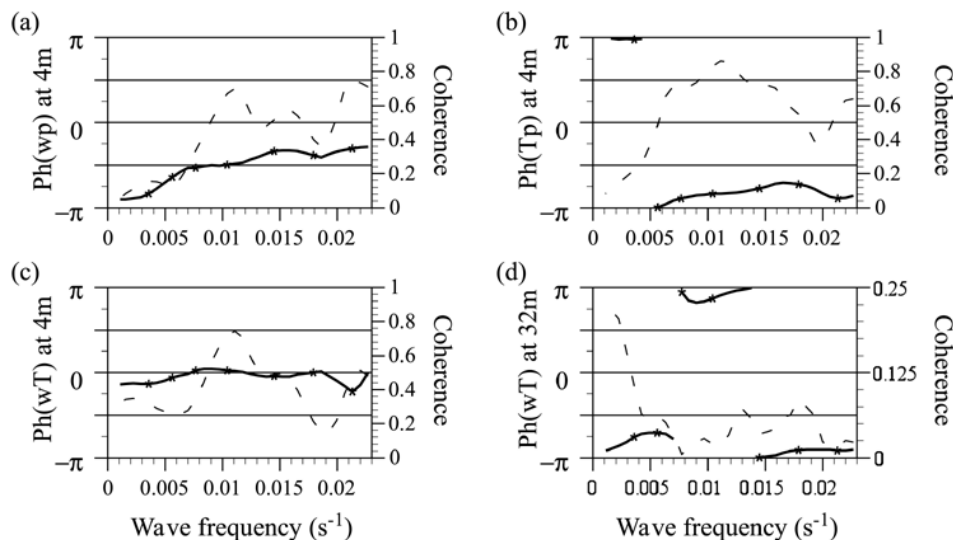 (a)
π
0
−π
Ph(wp) at 4m
1
0.8
0.6
0.4
0.2
0
Coherence
0
0.005
0.01
0.015
0.02
(b)
π
0
−π
Ph(Tp) at 4m
1
0.8
0.6
0.4
0.2
0
Coherence
0
0.005
0.01
0.015
0.02
(c)
π
0
−π
Ph(wT) at 4m
1
0.8
0.6
0.4
0.2
0
Coherence
0
0.005
0.01
0.015
0.02
Wave frequency (s⁻¹)
(d)
π
0
−π
Ph(wT) at 32m
0.25
0.125
0
Coherence
0
0.005
0.01
0.015
0.02
Wave frequency (s⁻¹)